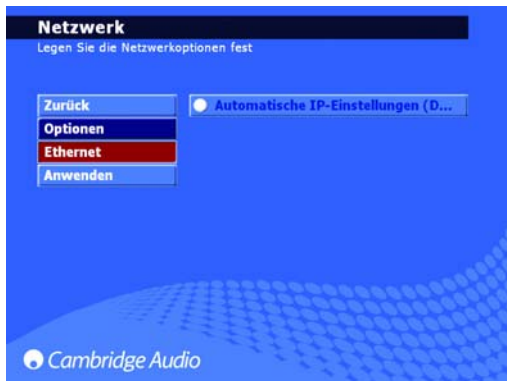 Netzwerk
Legen Sie die Netzwerkoptionen fest
Zurück
Automatische IP-Einstellungen (D...
Optionen
Ethernet
Anwenden
Cambridge Audio